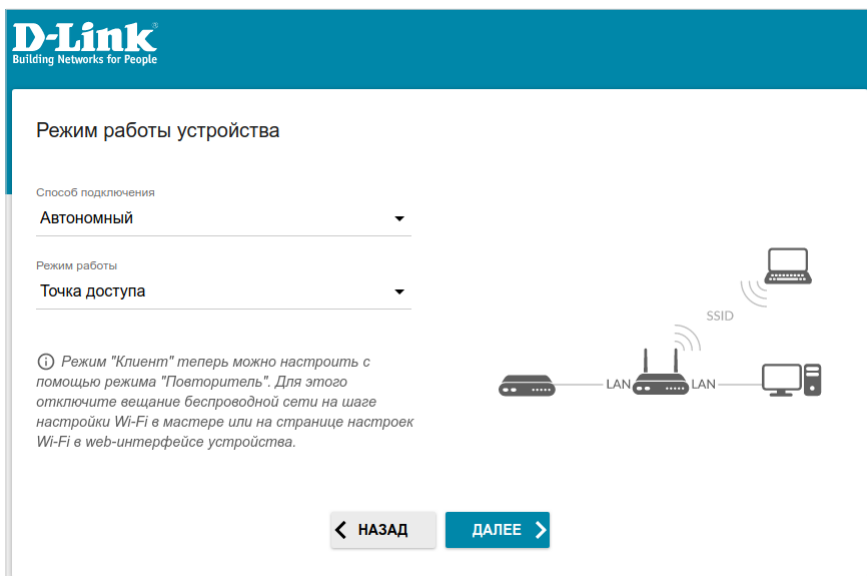 D-Link®
Building Networks for People
Режим работы устройства
Способ подключения
Автономный
Режим работы
Точка доступа
Режим "Клиент" теперь можно настроить с
помощью режима "Повторитель". Для этого
отключите вещание беспроводной сети на шаге
настройки Wi-Fi в мастере или на странице настроек
Wi-Fi в web-интерфейсе устройства.
SSID
LAN
LAN
НАЗАД
ДАЛЕЕ